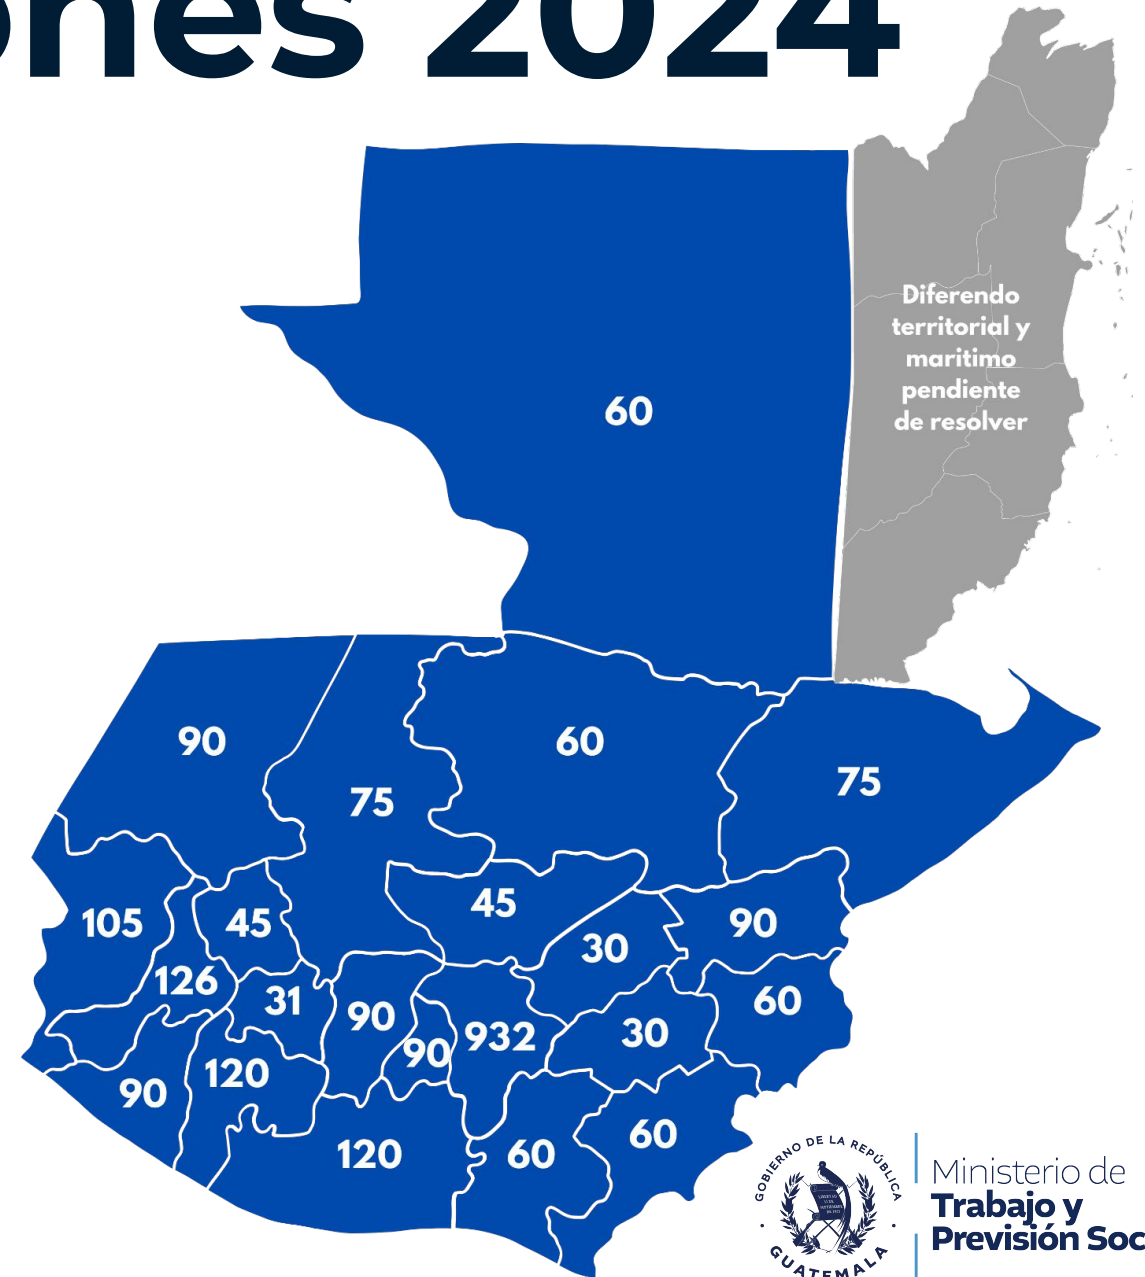 ones 2024
Diferendo
territorial y
maritimo
pendiente
de resolver
60
90
60
75
75
45
105
45
90
30
126
31
60
90
932
30
90
120
90
60
120
60
GOBIERNO DE LA REPÚBLICA
GUATEMALA
Ministerio de
Trabajo y
Previsión Soc